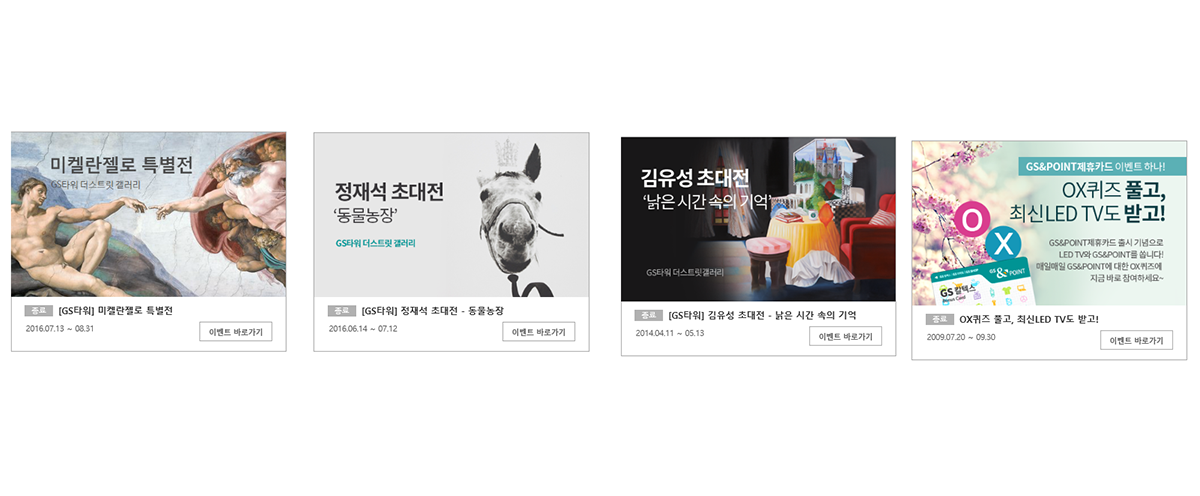 미켈란젤로 특별전
GS타워 더스트릿 갤러리
종료 [GS타워] 미켈란젤로 특별전
2016.07.13 ~ 08.31
이벤트 바로가기
정재석 초대전
‘동물농장’
GS타워 더스트릿 갤러리
종료 [GS타워] 정재석 초대전 - 동물농장
2016.06.14 ~ 07.12
이벤트 바로가기
김유성 초대전
‘낡은 시간 속의 기억’
GS타워 더스트릿갤러리
종료 [GS타워] 김유성 초대전 - 낡은 시간 속의 기억
2014.04.11 ~ 05.13
이벤트 바로가기
GS&POINT제휴카드 이벤트 하나!
OX퀴즈 풀고,
최신LED TV도 받고!
O
X
GS&POINT제휴카드 출시 기념으로
LED TV와 GS&POINT를 쏩니다!
매일매일 GS&POINT에 대한 OX퀴즈에
지금 바로 참여하세요~
GS& POINT
GS 칼텍스
Bonus Card
종료 OX퀴즈 풀고, 최신LED TV도 받고!
2009.07.20 ~ 09.30
이벤트 바로가기